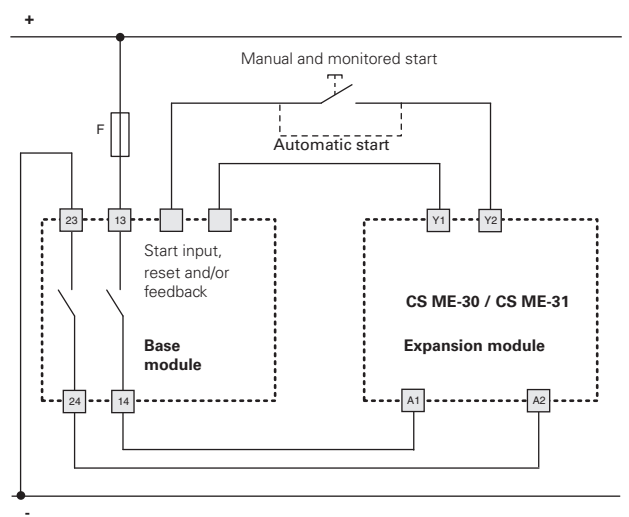 +
Manual and monitored start
F
Automatic start
23
13
Y1
Y2
Start input,
reset and/or
feedback
CS ME-30 / CS ME-31
Base
module
Expansion module
24
14
A1
A2
-